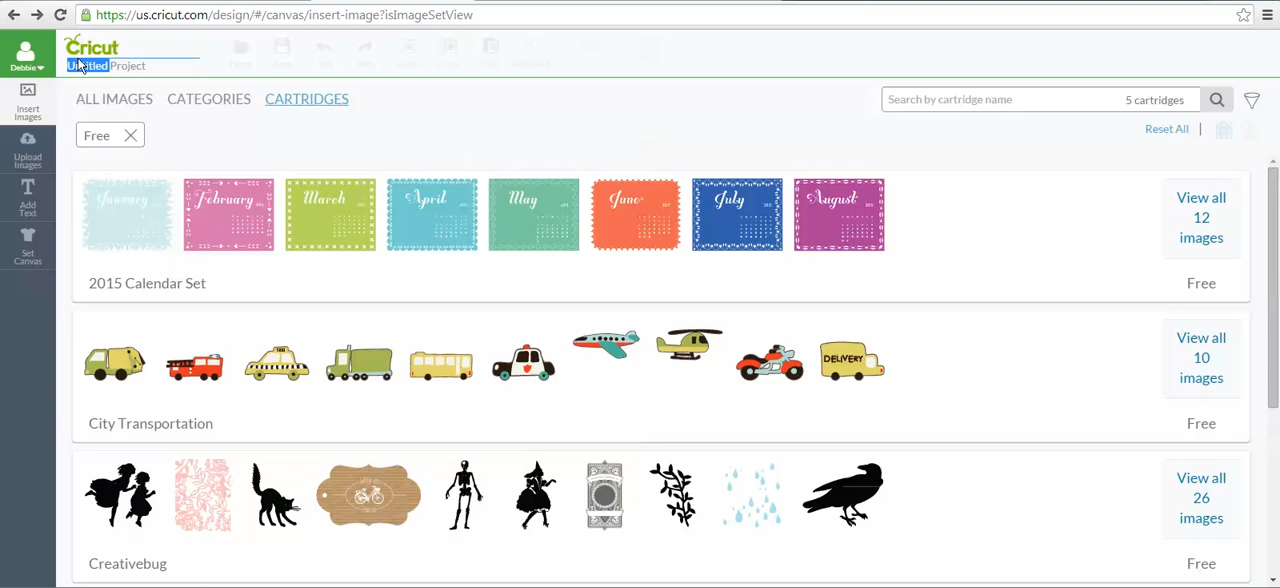 https://us.cricut.com/design/#/canvas/insert-image?isImageSetView
Debbie
Cricut
Untitled Project
Insert Images
Upload Images
Add Text
Set Canvas
ALL IMAGES CATEGORIES CARTRIDGES
Search by cartridge name 5 cartridges
Free
Reset All
January February March April May June July August
View all 12 images
2015 Calendar Set Free
TAXI
DELIVERY
View all 10 images
City Transportation Free
View all 26 images
Creativebug Free